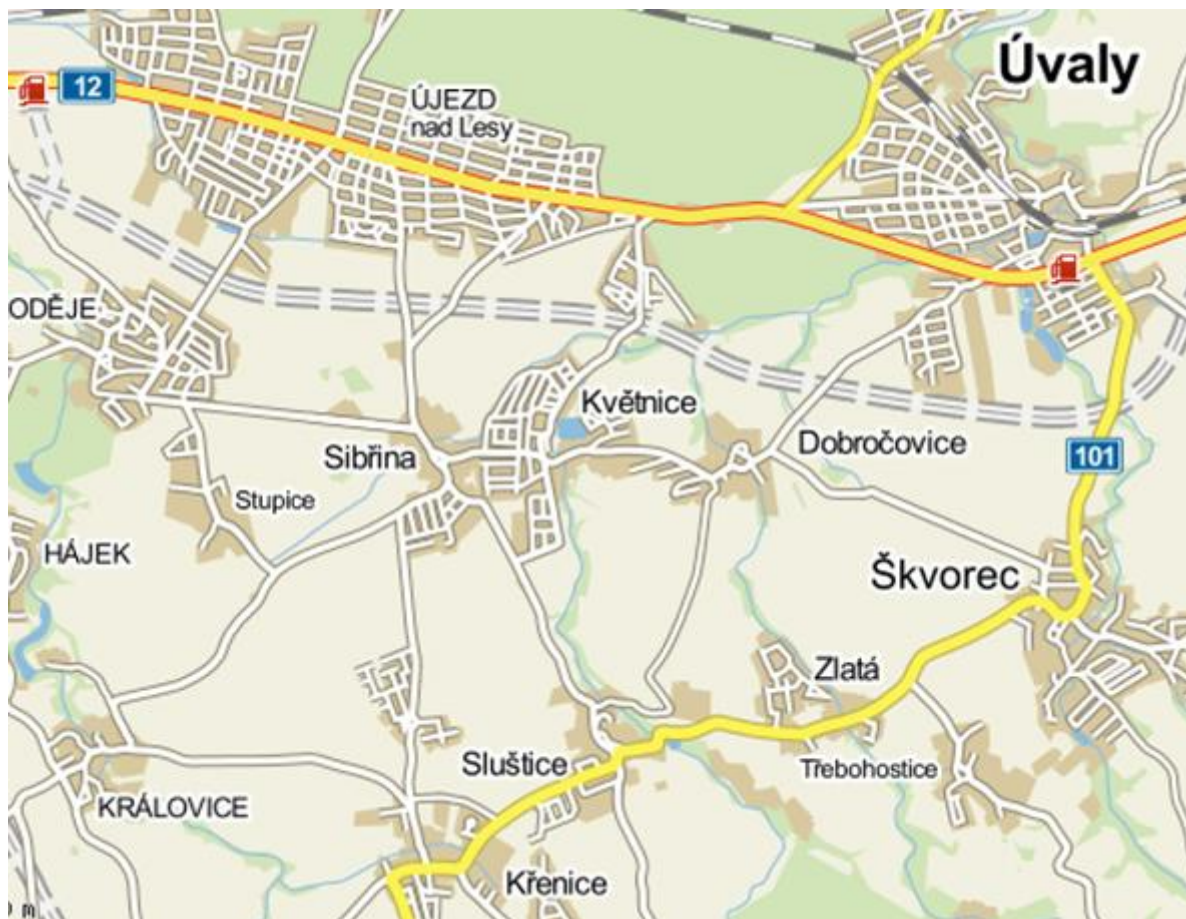 Úvaly
12
ÚJEZD
nad Lesy
ODĚJE
Květnice
Dobročovice
Sibřina
101
Stupice
HÁJEK
Škvorec
Zlatá
Sluštice
Třebohostice
KRÁLOVICE
Křenice
m